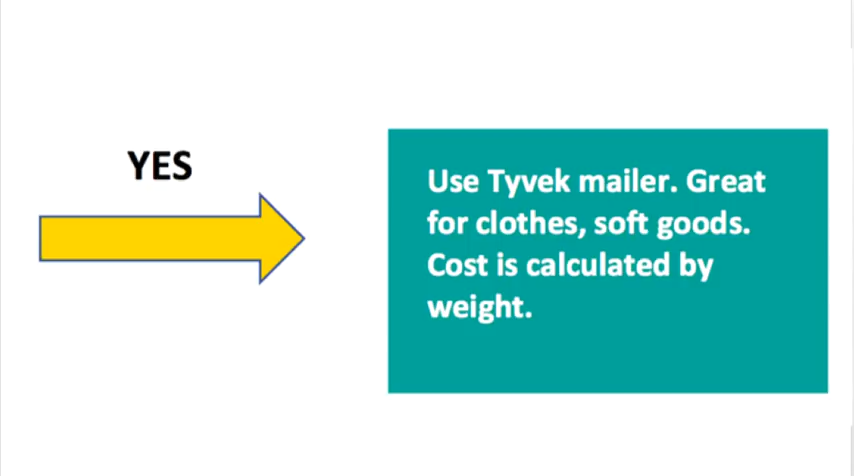 YES
Use Tyvek mailer. Great
for clothes, soft goods.
Cost is calculated by
weight.